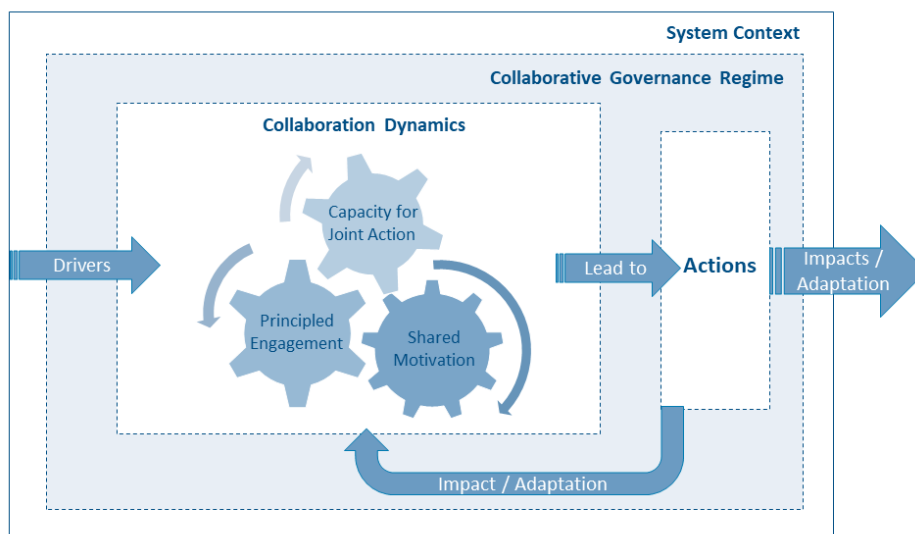 System Context
Collaborative Governance Regime
Collaboration Dynamics
Capacity for
Joint Action
Drivers
Lead to
Actions
Impacts /
Adaptation
Principled
Engagement
Shared
Motivation
Impact / Adaptation